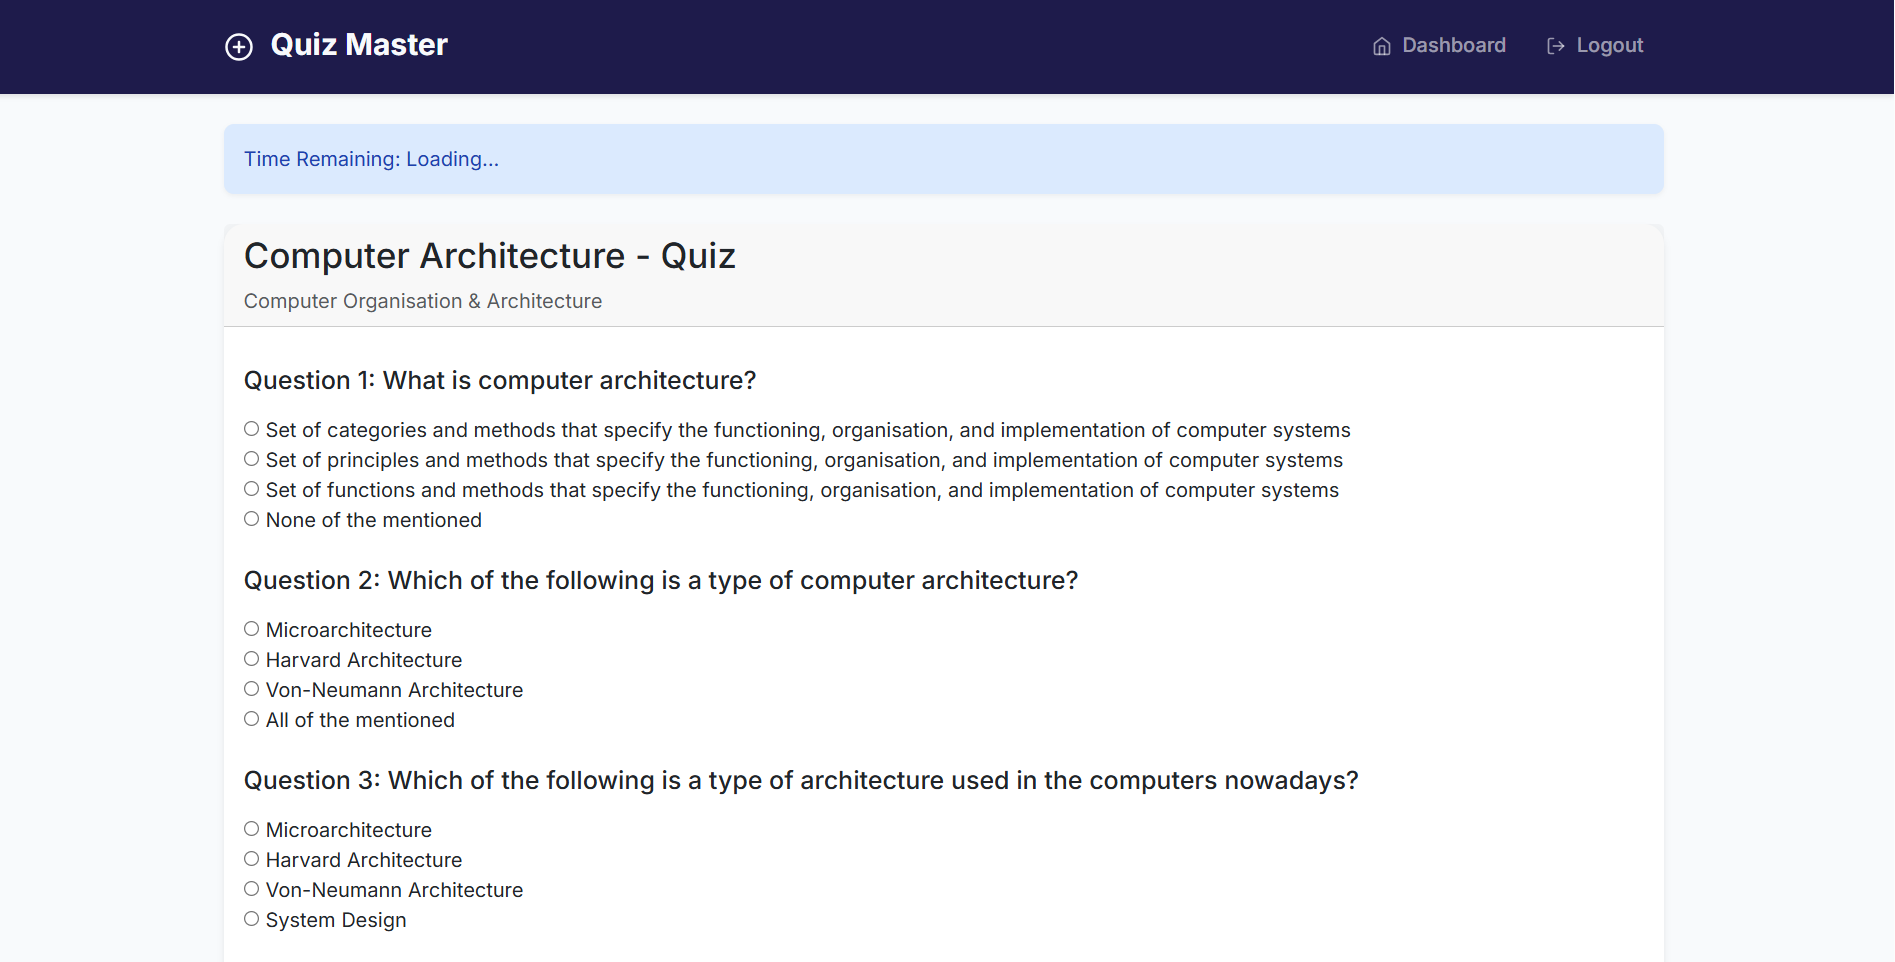 Quiz Master
Dashboard
Logout
Time Remaining: Loading...
Computer Architecture - Quiz
Computer Organisation & Architecture
Question 1: What is computer architecture?
Set of categories and methods that specify the functioning, organisation, and implementation of computer systems
Set of principles and methods that specify the functioning, organisation, and implementation of computer systems
Set of functions and methods that specify the functioning, organisation, and implementation of computer systems
None of the mentioned
Question 2: Which of the following is a type of computer architecture?
Microarchitecture
Harvard Architecture
Von-Neumann Architecture
All of the mentioned
Question 3: Which of the following is a type of architecture used in the computers nowadays?
Microarchitecture
Harvard Architecture
Von-Neumann Architecture
System Design